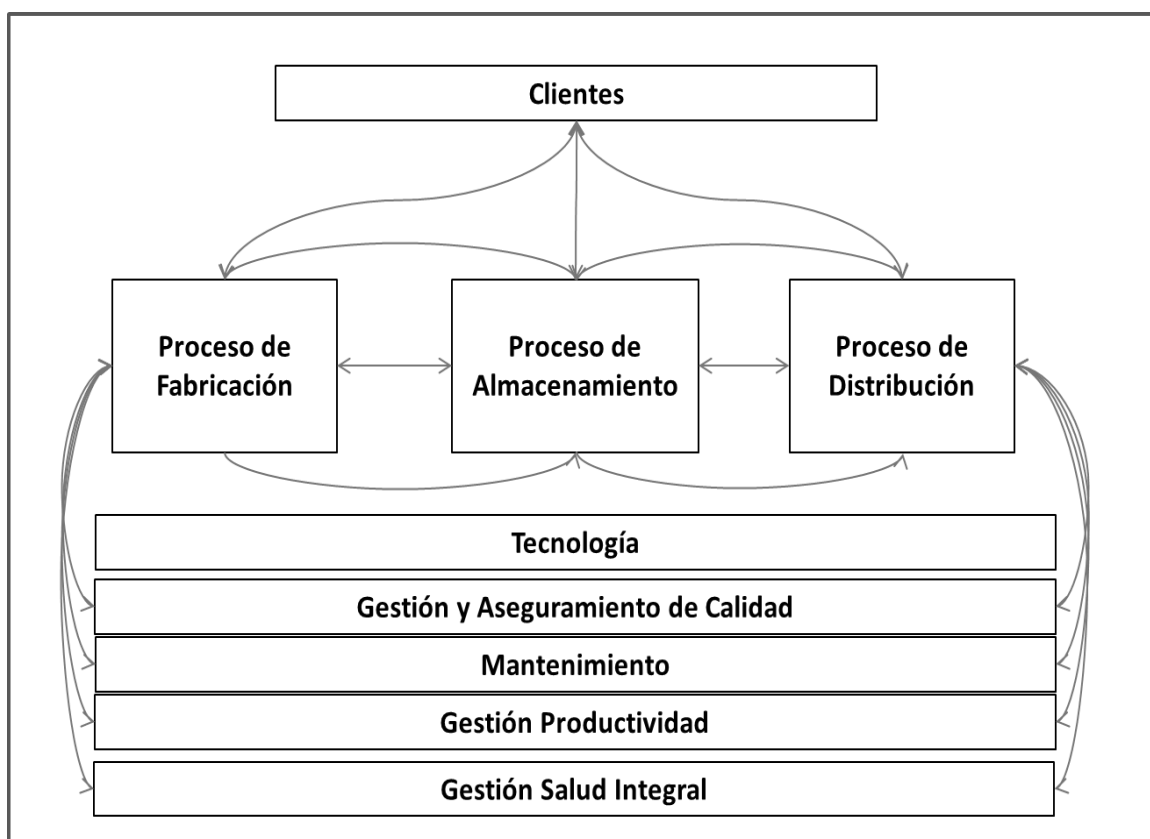 Clientes
Proceso de
Fabricación
Proceso de
Almacenamiento
Proceso de
Distribución
Tecnología
Gestión y Aseguramiento de Calidad
Mantenimiento
Gestión Productividad
Gestión Salud Integral